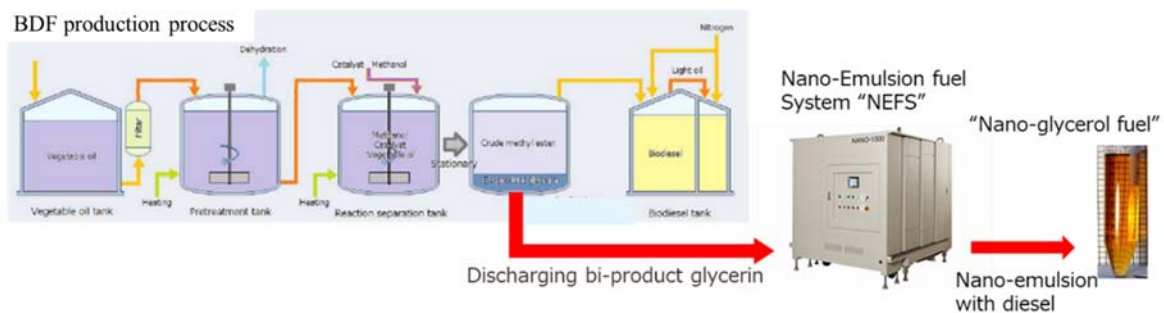 BDF production process
Nitrogen
Dehydration
Catalyst Methanol
Light oil
Filter
Vegetable oil
Methanol
Catalyst
Vegetable oil
Stationary
Crude methyl ester
Biodiesel
Heating
Heating
Vegetable oil tank
Pretreatment tank
Reaction separation tank
Biodiesel tank
Discharging bi-product glycerin
Nano-Emulsion fuel
System "NEFS"
NANO-1000
"Nano-glycerol fuel"
Nano-emulsion
with diesel